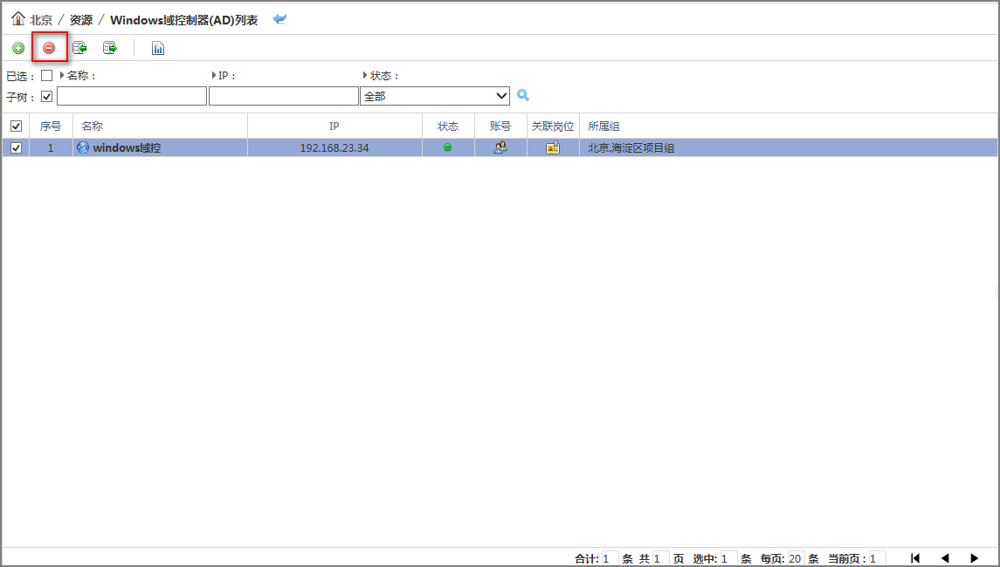 北京 / 资源 / Windows域控制器(AD)列表
已选： 名称： IP： 状态：
子树： 全部
序号 名称 IP 状态 账号 关联岗位 所属组
1 windows域控 192.168.23.34 北京.海淀区项目组
合计: 1 条 共 1 页 选中: 1 条 每页: 20 条 当前页: 1